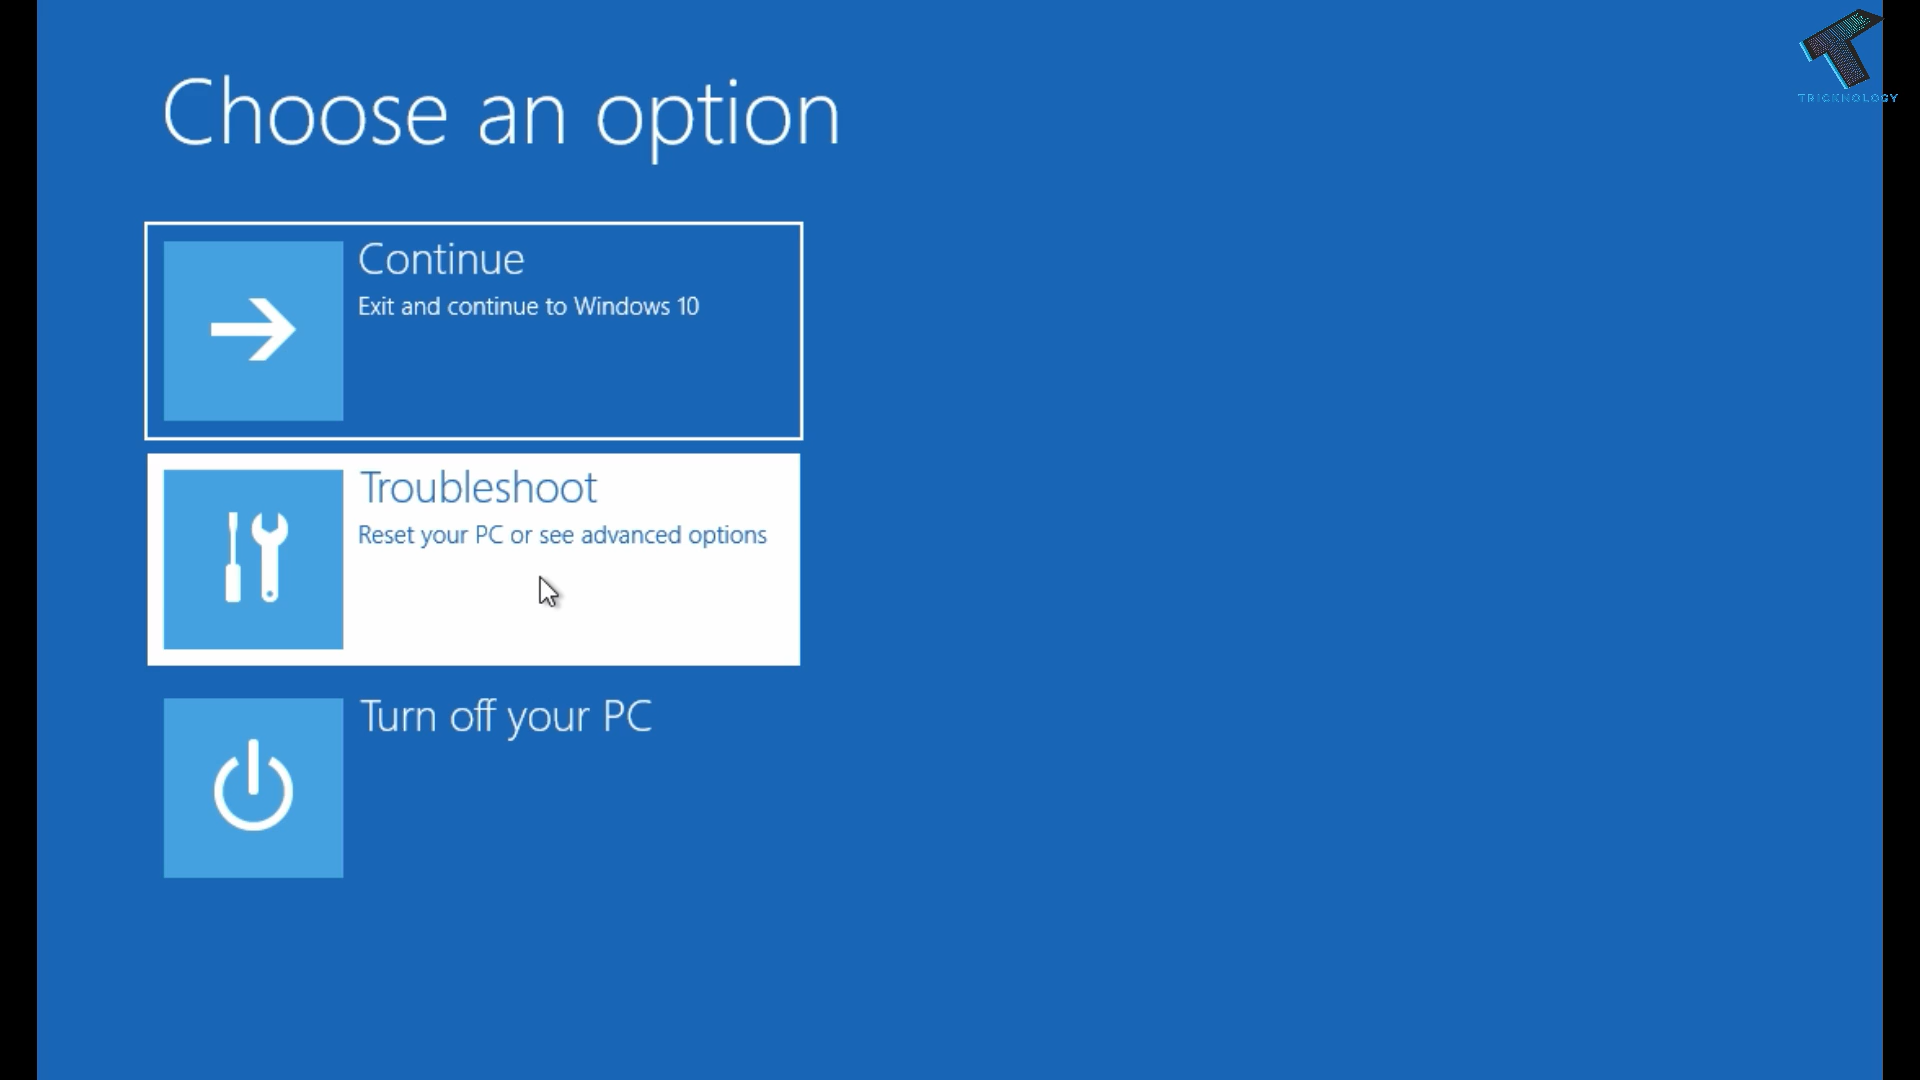 TRICKNOLOGY
Choose an option
Continue
Exit and continue to Windows 10
Troubleshoot
Reset your PC or see advanced options
Turn off your PC